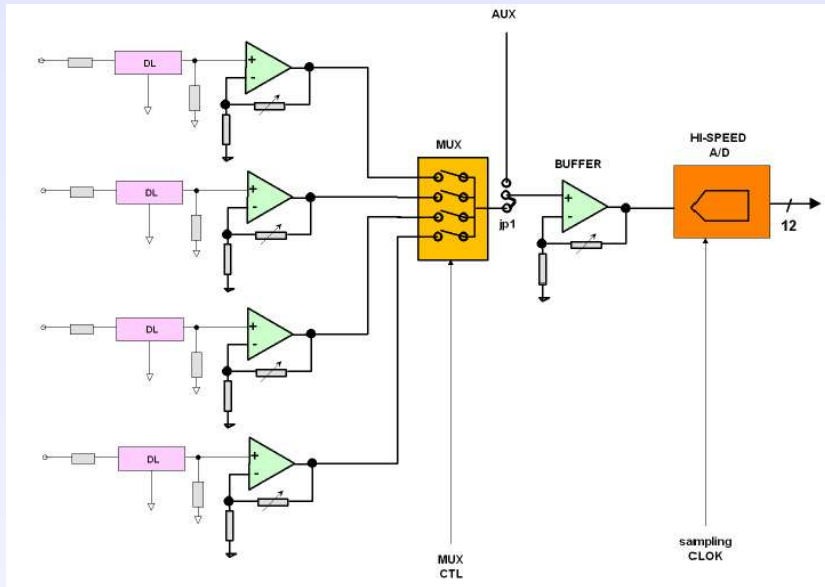 AUX
DL
+
-
MUX
BUFFER
HI-SPEED
A/D
DL
+
-
jp1
+
-
12
DL
+
-
DL
+
-
MUX
CTL
sampling
CLOK